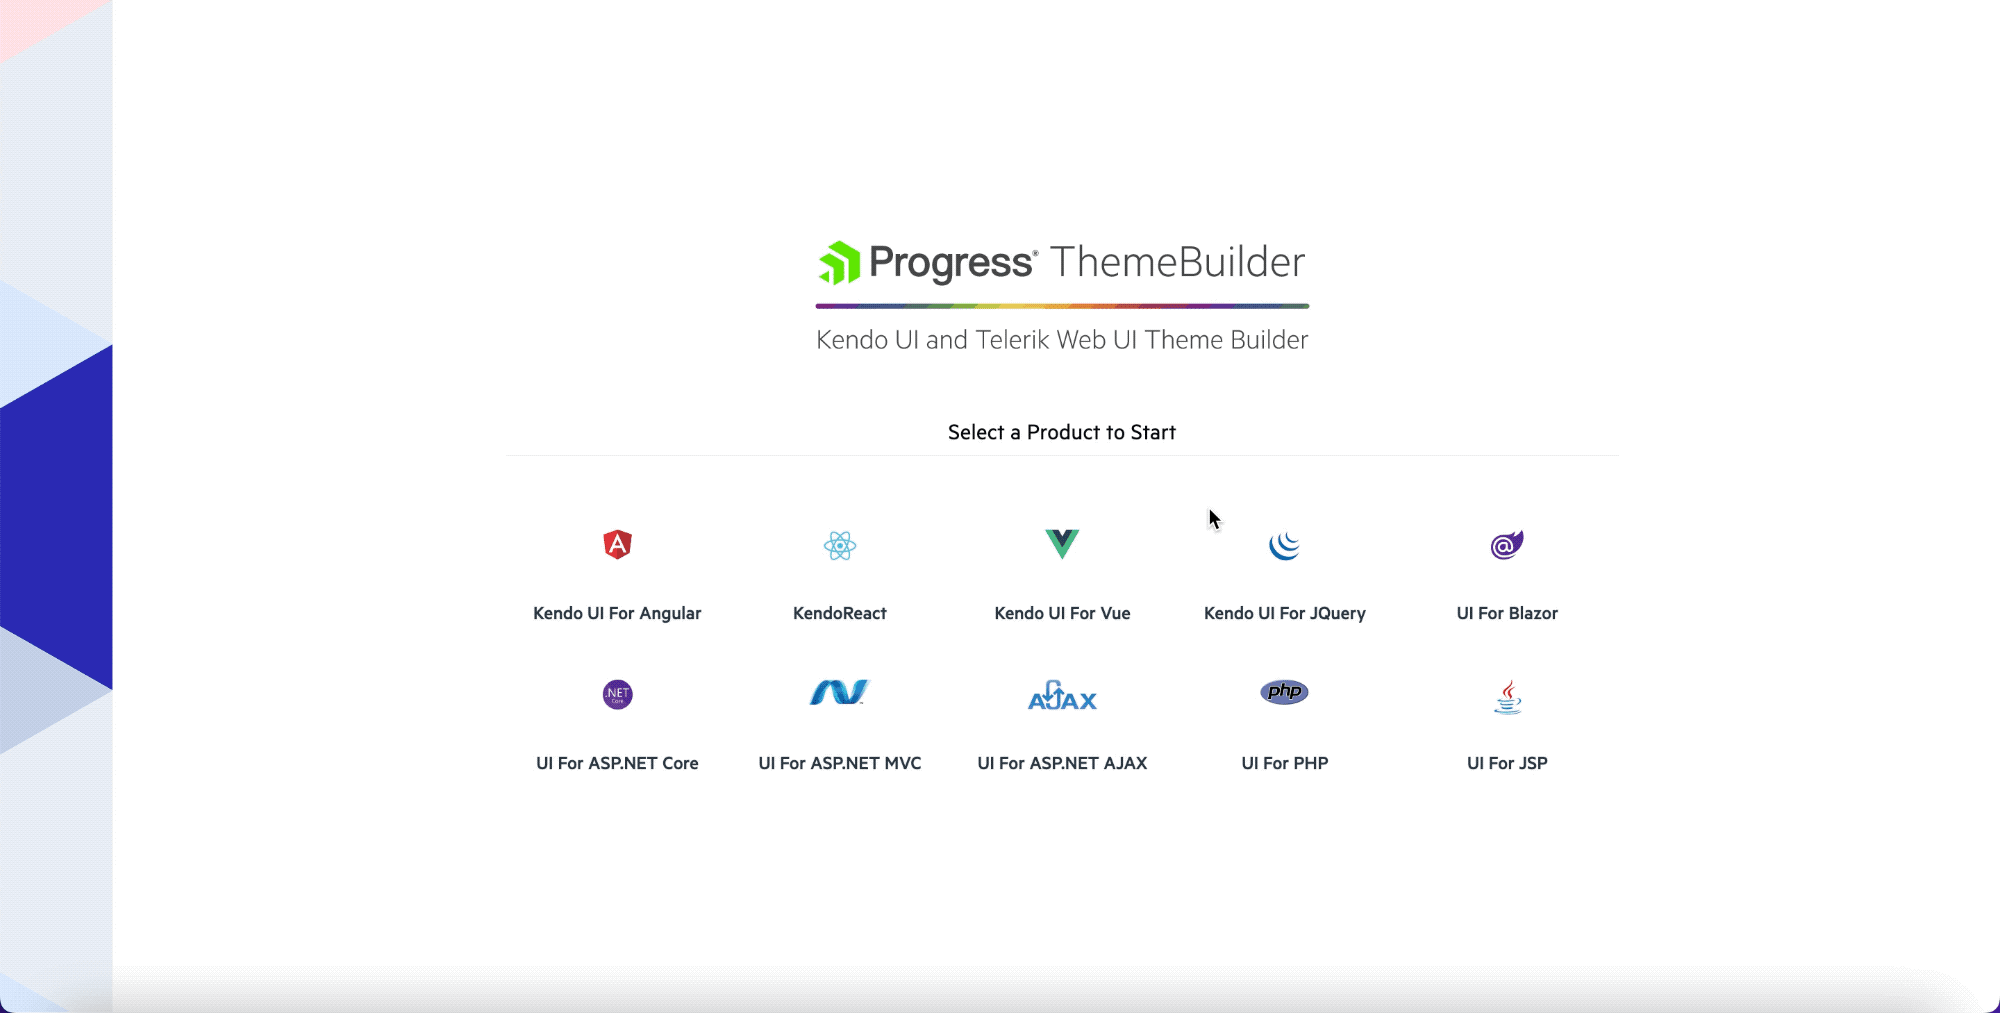 Progress® ThemeBuilder
Kendo UI and Telerik Web UI Theme Builder
Select a Product to Start
Kendo UI For Angular
KendoReact
Kendo UI For Vue
Kendo UI For JQuery
UI For Blazor
.NET
Core
AJAX
php
UI For ASP.NET Core
UI For ASP.NET MVC
UI For ASP.NET AJAX
UI For PHP
UI For JSP